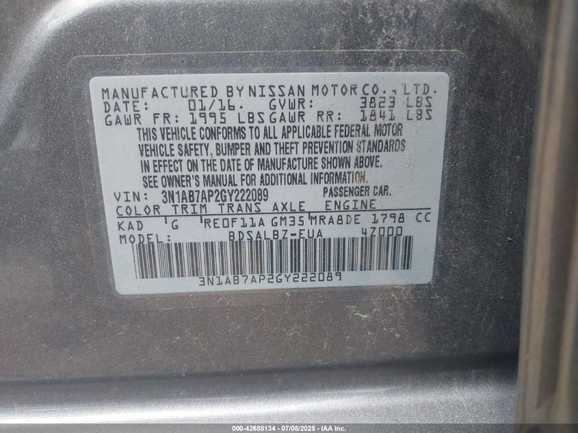 MANUFACTURED BY NISSAN MOTOR CO., LTD.
DATE: 01/16. GVWR: 3823 LBS
GAWR FR: 1995 LBS GAWR RR: 1841 LBS
THIS VEHICLE CONFORMS TO ALL APPLICABLE FEDERAL MOTOR
VEHICLE SAFETY, BUMPER AND THEFT PREVENTION STANDARDS
IN EFFECT ON THE DATE OF MANUFACTURE SHOWN ABOVE.
SEE OWNER'S MANUAL FOR ADDITIONAL INFORMATION.
VIN: 3N1AB7AP2GY222089 PASSENGER CAR.
COLOR TRIM TRANS AXLE ENGINE
KAD G RE0F11A GM35 MRA8DE 1798 CC
MODEL: BDSALBZ-EUA 47000
3N1AB7AP2GY222089
000-42688134 - 07/08/2025 - IAA Inc.